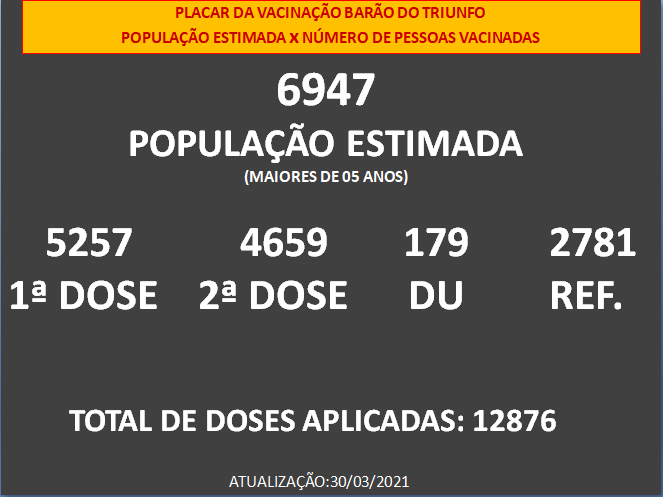 PLACAR DA VACINAÇÃO BARÃO DO TRIUNFO
POPULAÇÃO ESTIMADA x NÚMERO DE PESSOAS VACINADAS
6947
POPULAÇÃO ESTIMADA
(MAIORES DE 05 ANOS)
5257 4659 179 2781
1ª DOSE 2ª DOSE DU REF.
TOTAL DE DOSES APLICADAS: 12876
ATUALIZAÇÃO:30/03/2021